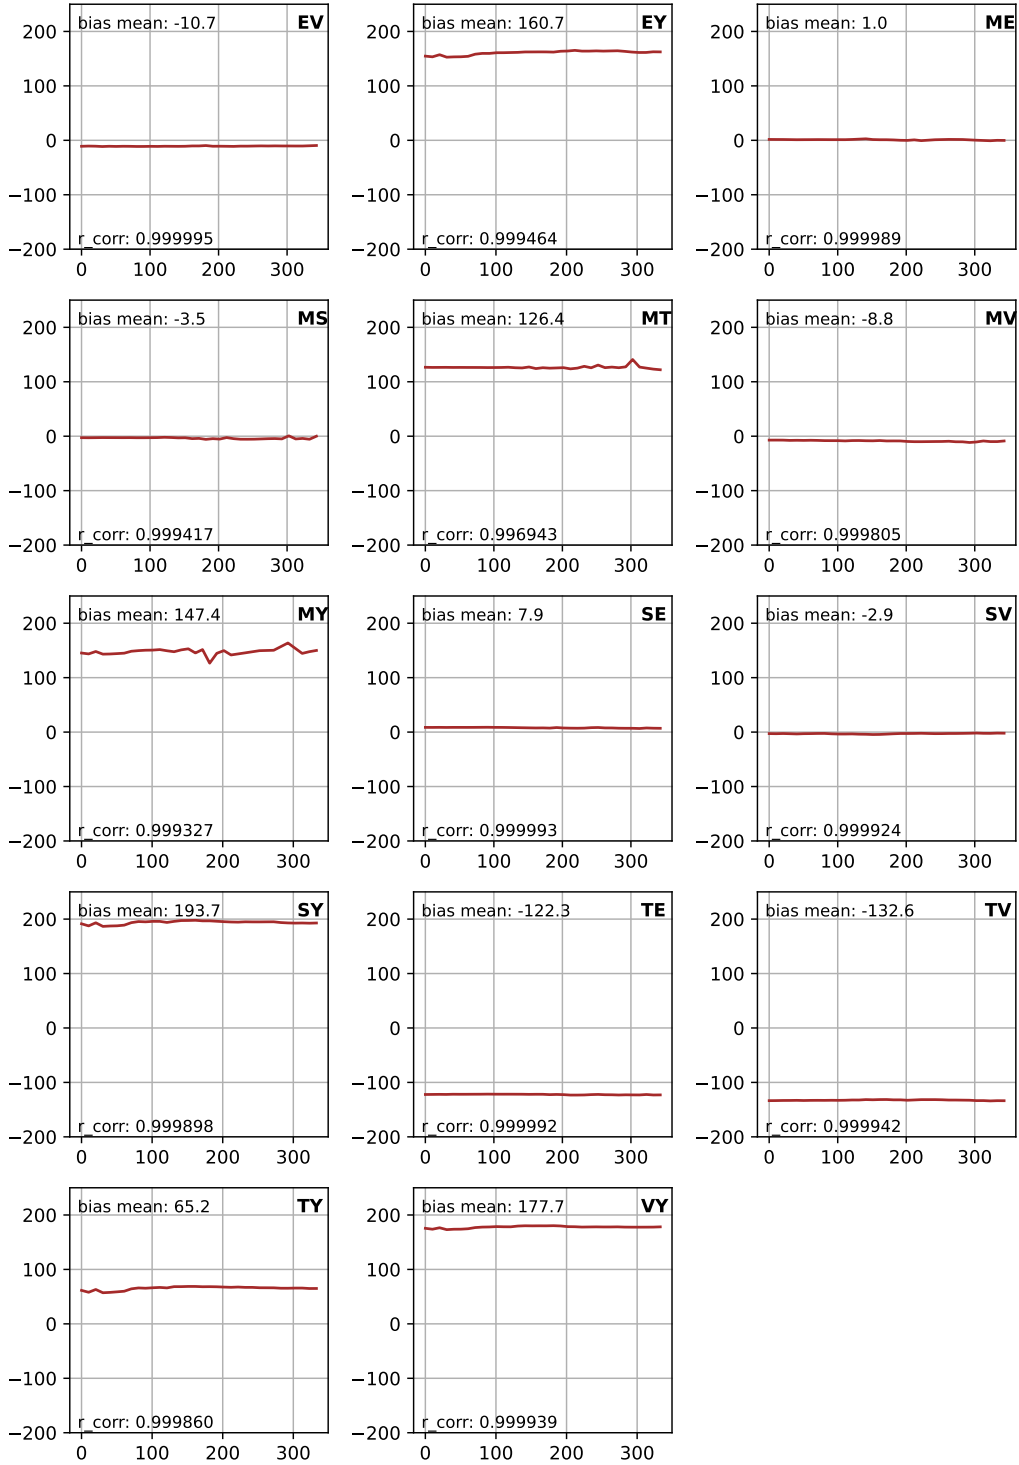 bias mean: -10.7 EV
200
100
0
−100
−200
r_corr: 0.999995
0 100 200 300
bias mean: 160.7 EY
200
100
0
−100
−200
r_corr: 0.999464
0 100 200 300
bias mean: 1.0 ME
200
100
0
−100
−200
r_corr: 0.999989
0 100 200 300
bias mean: -3.5 MS
200
100
0
−100
−200
r_corr: 0.999417
0 100 200 300
bias mean: 126.4 MT
200
100
0
−100
−200
r_corr: 0.996943
0 100 200 300
bias mean: -8.8 MV
200
100
0
−100
−200
r_corr: 0.999805
0 100 200 300
bias mean: 147.4 MY
200
100
0
−100
−200
r_corr: 0.999327
0 100 200 300
bias mean: 7.9 SE
200
100
0
−100
−200
r_corr: 0.999993
0 100 200 300
bias mean: -2.9 SV
200
100
0
−100
−200
r_corr: 0.999924
0 100 200 300
bias mean: 193.7 SY
200
100
0
−100
−200
r_corr: 0.999898
0 100 200 300
bias mean: -122.3 TE
200
100
0
−100
−200
r_corr: 0.999992
0 100 200 300
bias mean: -132.6 TV
200
100
0
−100
−200
r_corr: 0.999942
0 100 200 300
bias mean: 65.2 TY
200
100
0
−100
−200
r_corr: 0.999860
0 100 200 300
bias mean: 177.7 VY
200
100
0
−100
−200
r_corr: 0.999939
0 100 200 300